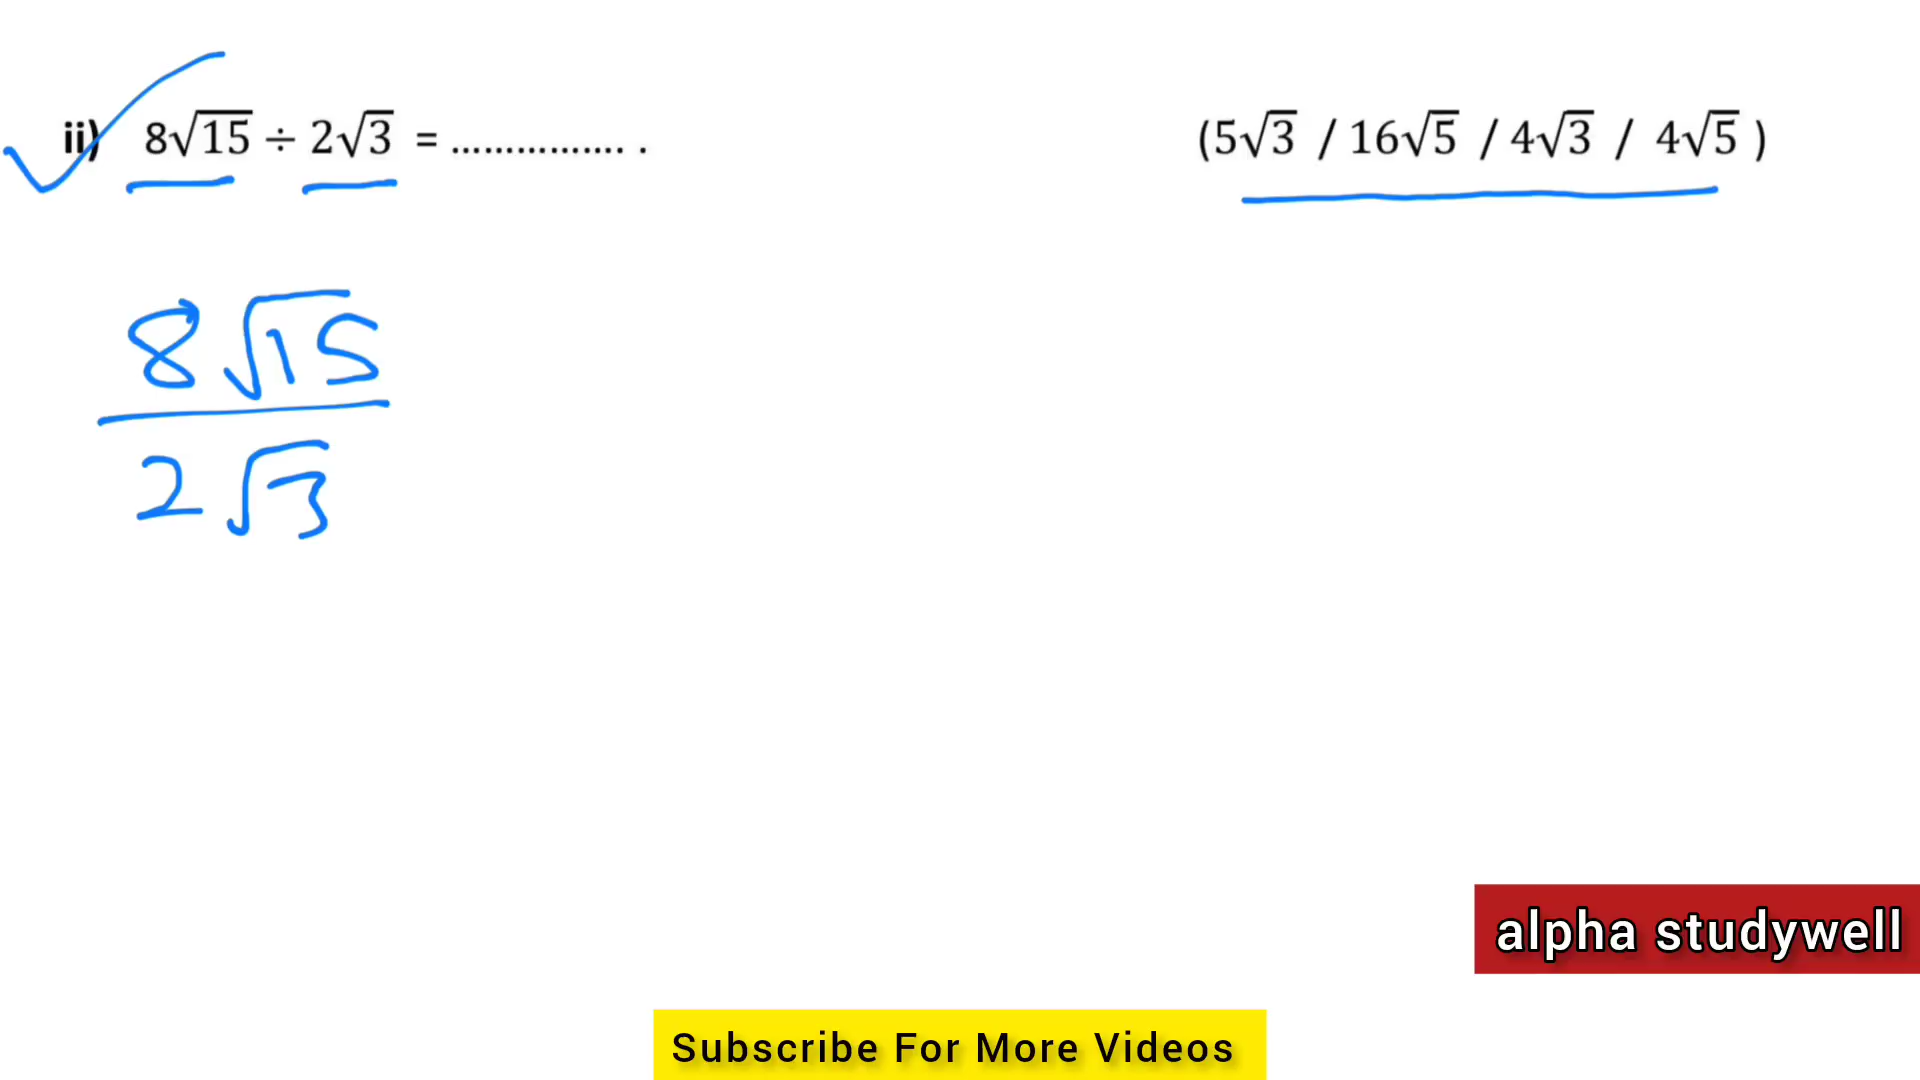 ii) 8√15 ÷ 2√3 = ................ . (5√3 / 16√5 / 4√3 / 4√5 )
8√15
2√3
alpha studywell
Subscribe For More Videos